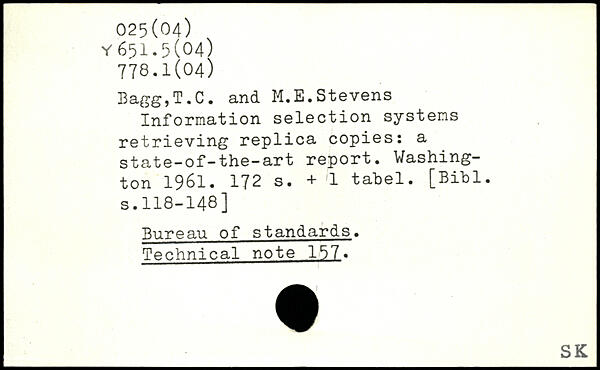 025(04)
Y 651.5(04)
778.1(04)
Bagg,T.C. and M.E.Stevens
Information selection systems
retrieving replica copies: a
state-of-the-art report. Washing-
ton 1961. 172 s. + 1 tabel. [Bibl.
s.118-148]
Bureau of standards.
Technical note 157.
SK